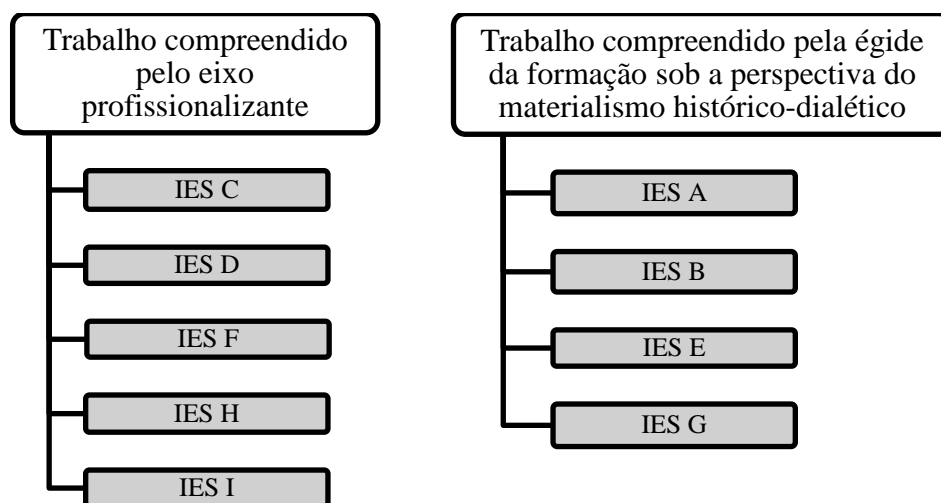 Trabalho compreendido
pelo eixo
profissionalizante
IES C
IES D
IES F
IES H
IES I
Trabalho compreendido pela égide
da formação sob a perspectiva do
materialismo histórico-dialético
IES A
IES B
IES E
IES G